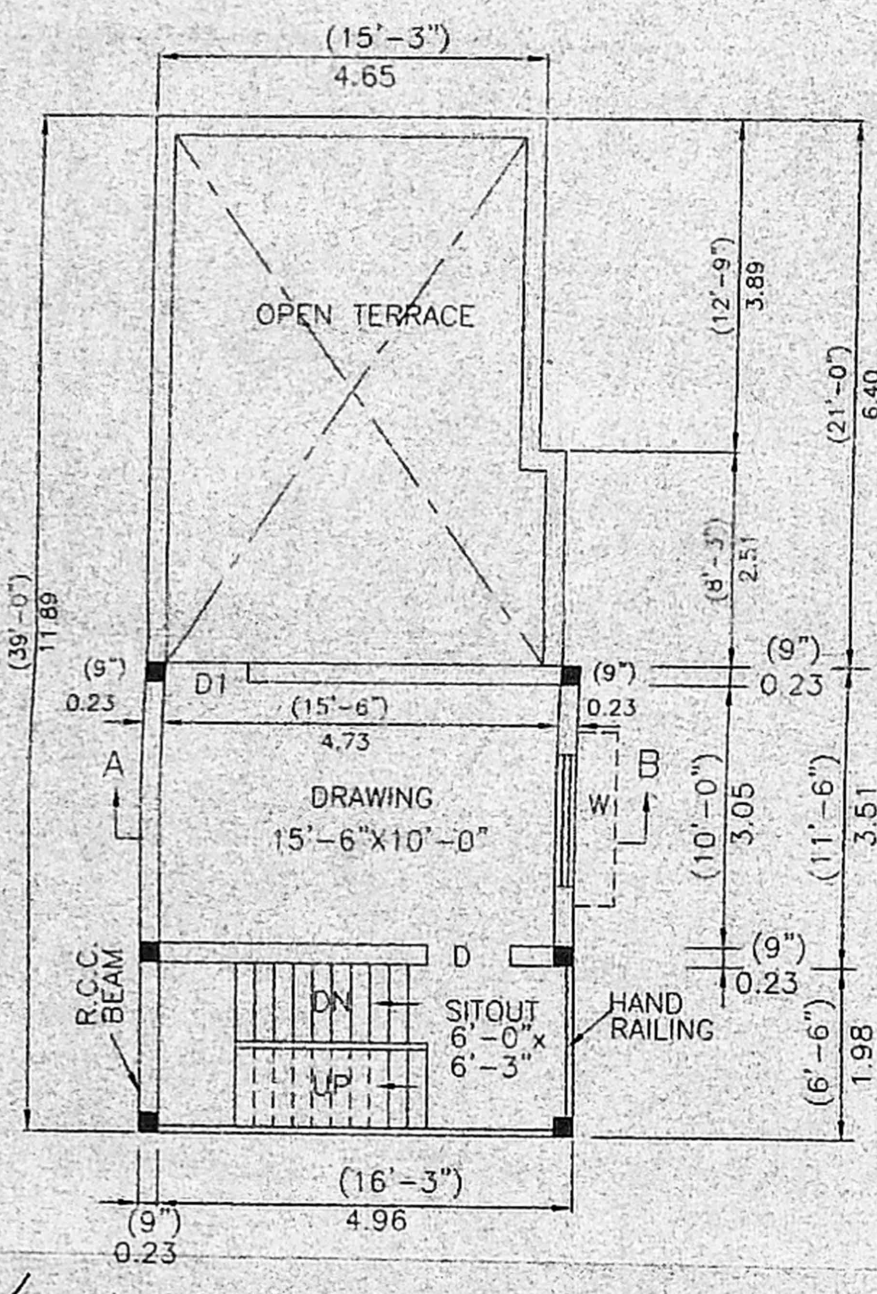 (15'-3")
4.65
(12'-9")
3.89
OPEN TERRACE
(21'-0")
6.40
(8'-3")
2.51
(39'-0")
11.89
(9")
0.23
D1
(15'-6")
4.73
(9")
0.23
(9")
0.23
A
DRAWING
15'-6"X10'-0"
W
B
(10'-0")
3.05
(11'-6")
3.51
R.C.C.
BEAM
D
(9")
0.23
DN
SITOUT
6'-0"x
6'-3"
HAND
RAILING
UP
(6'-6")
1.98
(16'-3")
4.96
(9")
0.23